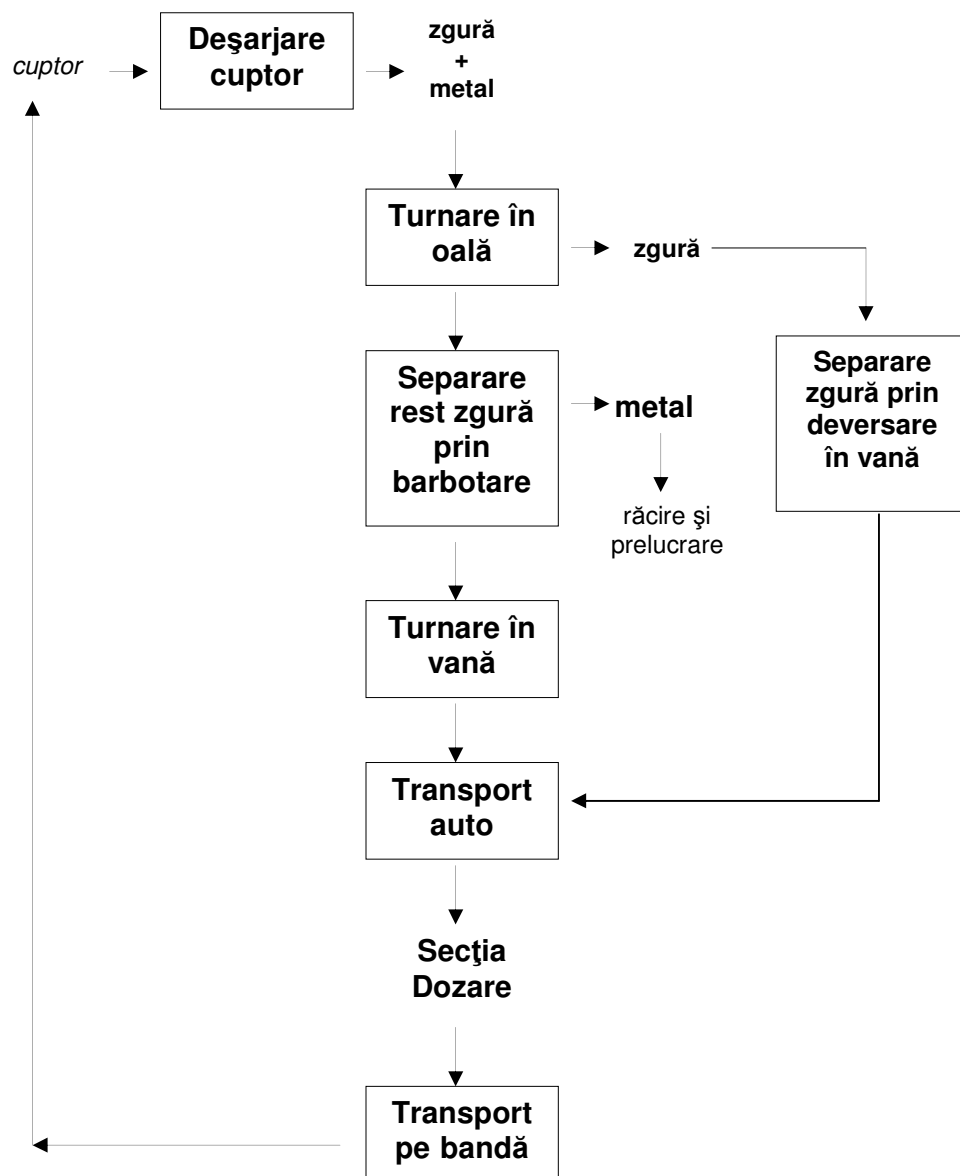 cuptor
Deşarjare
cuptor
zgură
+
metal
Turnare în
oală
zgură
Separare
rest zgură
prin
barbotare
metal
răcire şi
prelucrare
Separare
zgură prin
deversare
în vană
Turnare în
vană
Transport
auto
Secţia
Dozare
Transport
pe bandă